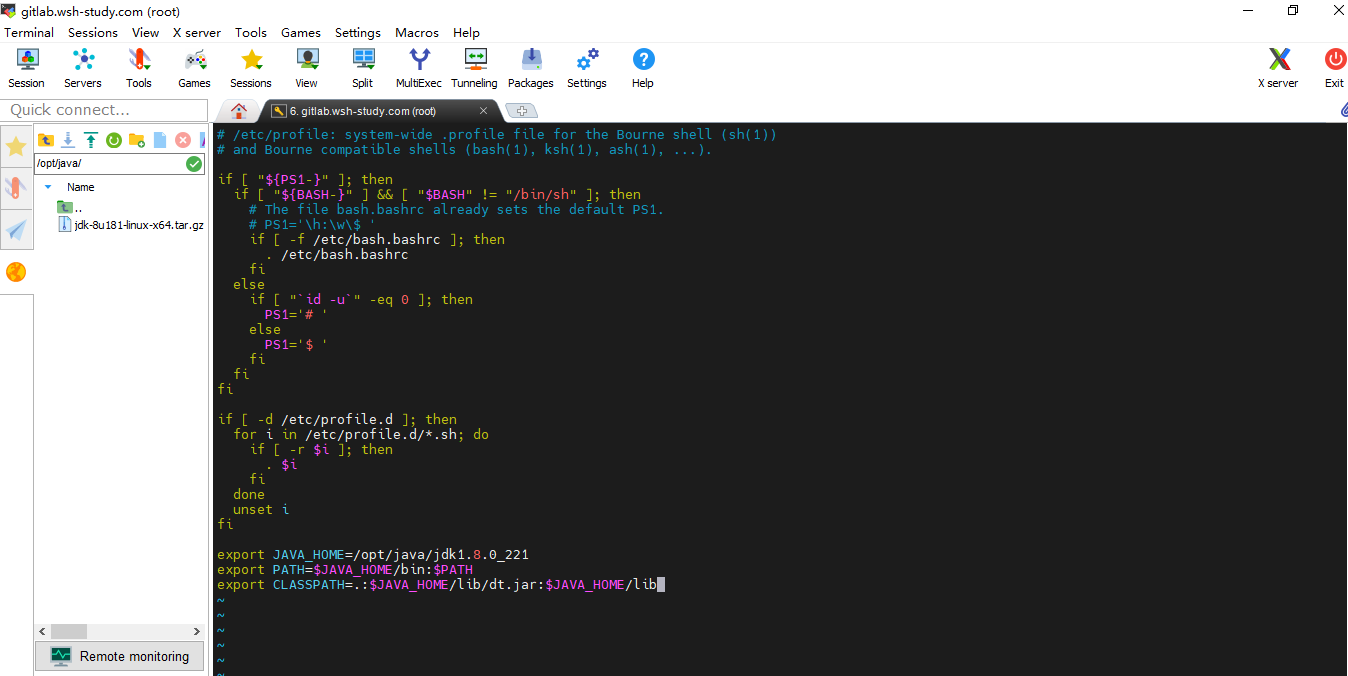 gitlab.wsh-study.com (root)
Terminal Sessions View X server Tools Games Settings Macros Help
Session Servers Tools Games Sessions View Split MultiExec Tunneling Packages Settings Help X server Exit
Quick connect...
6. gitlab.wsh-study.com (root)
/opt/java/
Name
..
jdk-8u181-linux-x64.tar.gz
Remote monitoring
# /etc/profile: system-wide .profile file for the Bourne shell (sh(1))
# and Bourne compatible shells (bash(1), ksh(1), ash(1), ...).

if [ "${PS1-}" ]; then
  if [ "${BASH-}" ] && [ "$BASH" != "/bin/sh" ]; then
    # The file bash.bashrc already sets the default PS1.
    # PS1='\h:\w\$ '
    if [ -f /etc/bash.bashrc ]; then
      . /etc/bash.bashrc
    fi
  else
    if [ "`id -u`" -eq 0 ]; then
      PS1='# '
    else
      PS1='$ '
    fi
  fi
fi

if [ -d /etc/profile.d ]; then
  for i in /etc/profile.d/*.sh; do
    if [ -r $i ]; then
      . $i
    fi
  done
  unset i
fi

export JAVA_HOME=/opt/java/jdk1.8.0_221
export PATH=$JAVA_HOME/bin:$PATH
export CLASSPATH=.:$JAVA_HOME/lib/dt.jar:$JAVA_HOME/lib
~
~
~
~
~
~